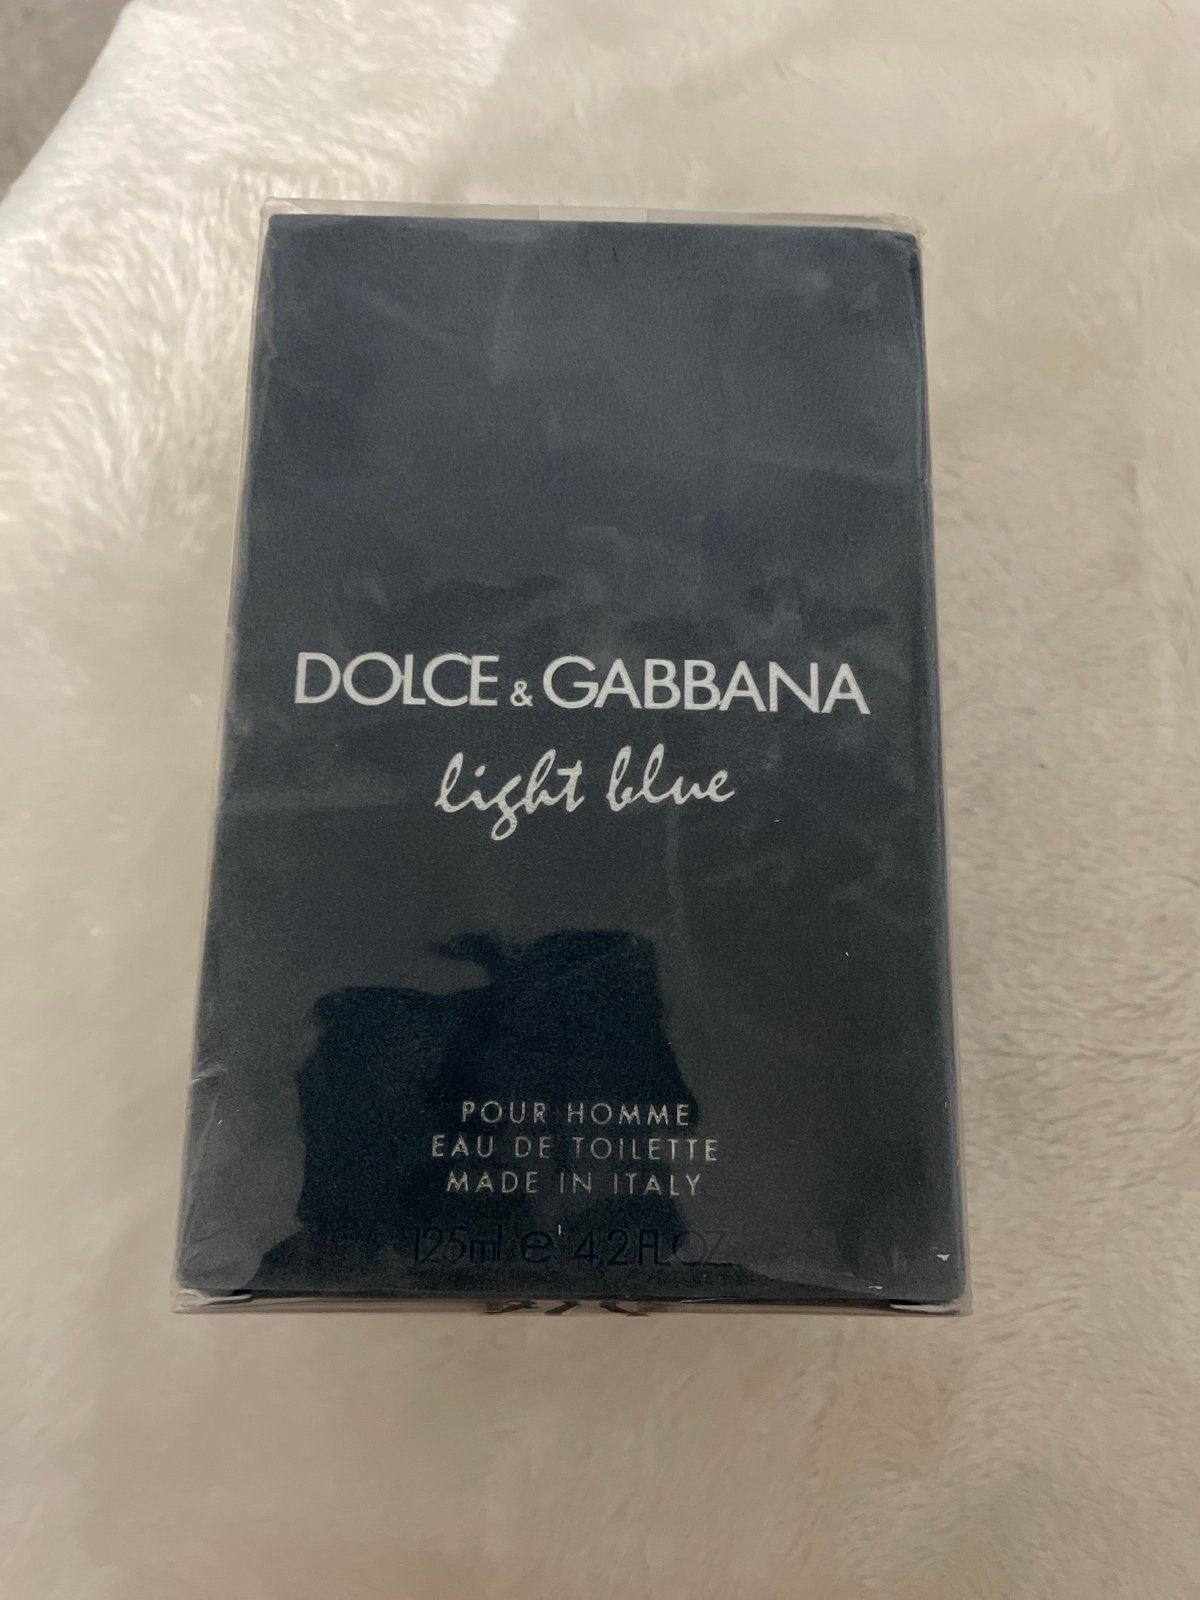 DOLCE & GABBANA
light blue
POUR HOMME
EAU DE TOILETTE
MADE IN ITALY
125ml e 4.2 FL.OZ.